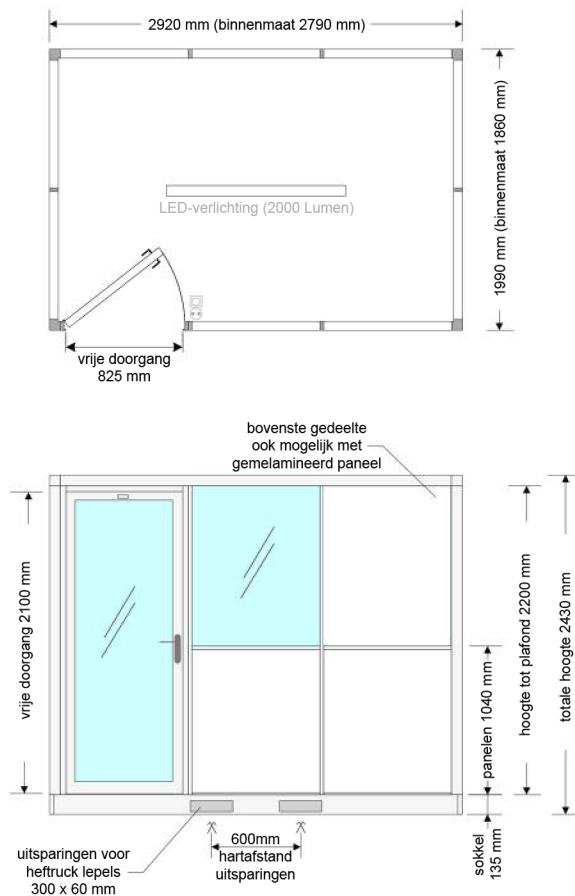 2920 mm (binnenmaat 2790 mm)
1990 mm (binnenmaat 1860 mm)
LED-verlichting (2000 Lumen)
vrije doorgang
825 mm
bovenste gedeelte
ook mogelijk met
gemelamineerd paneel
vrije doorgang 2100 mm
panelen 1040 mm
hoogte tot plafond 2200 mm
totale hoogte 2430 mm
600mm
hartafstand
uitsparingen
sokkel
135 mm
uitsparingen voor
heftruck lepels
300 x 60 mm